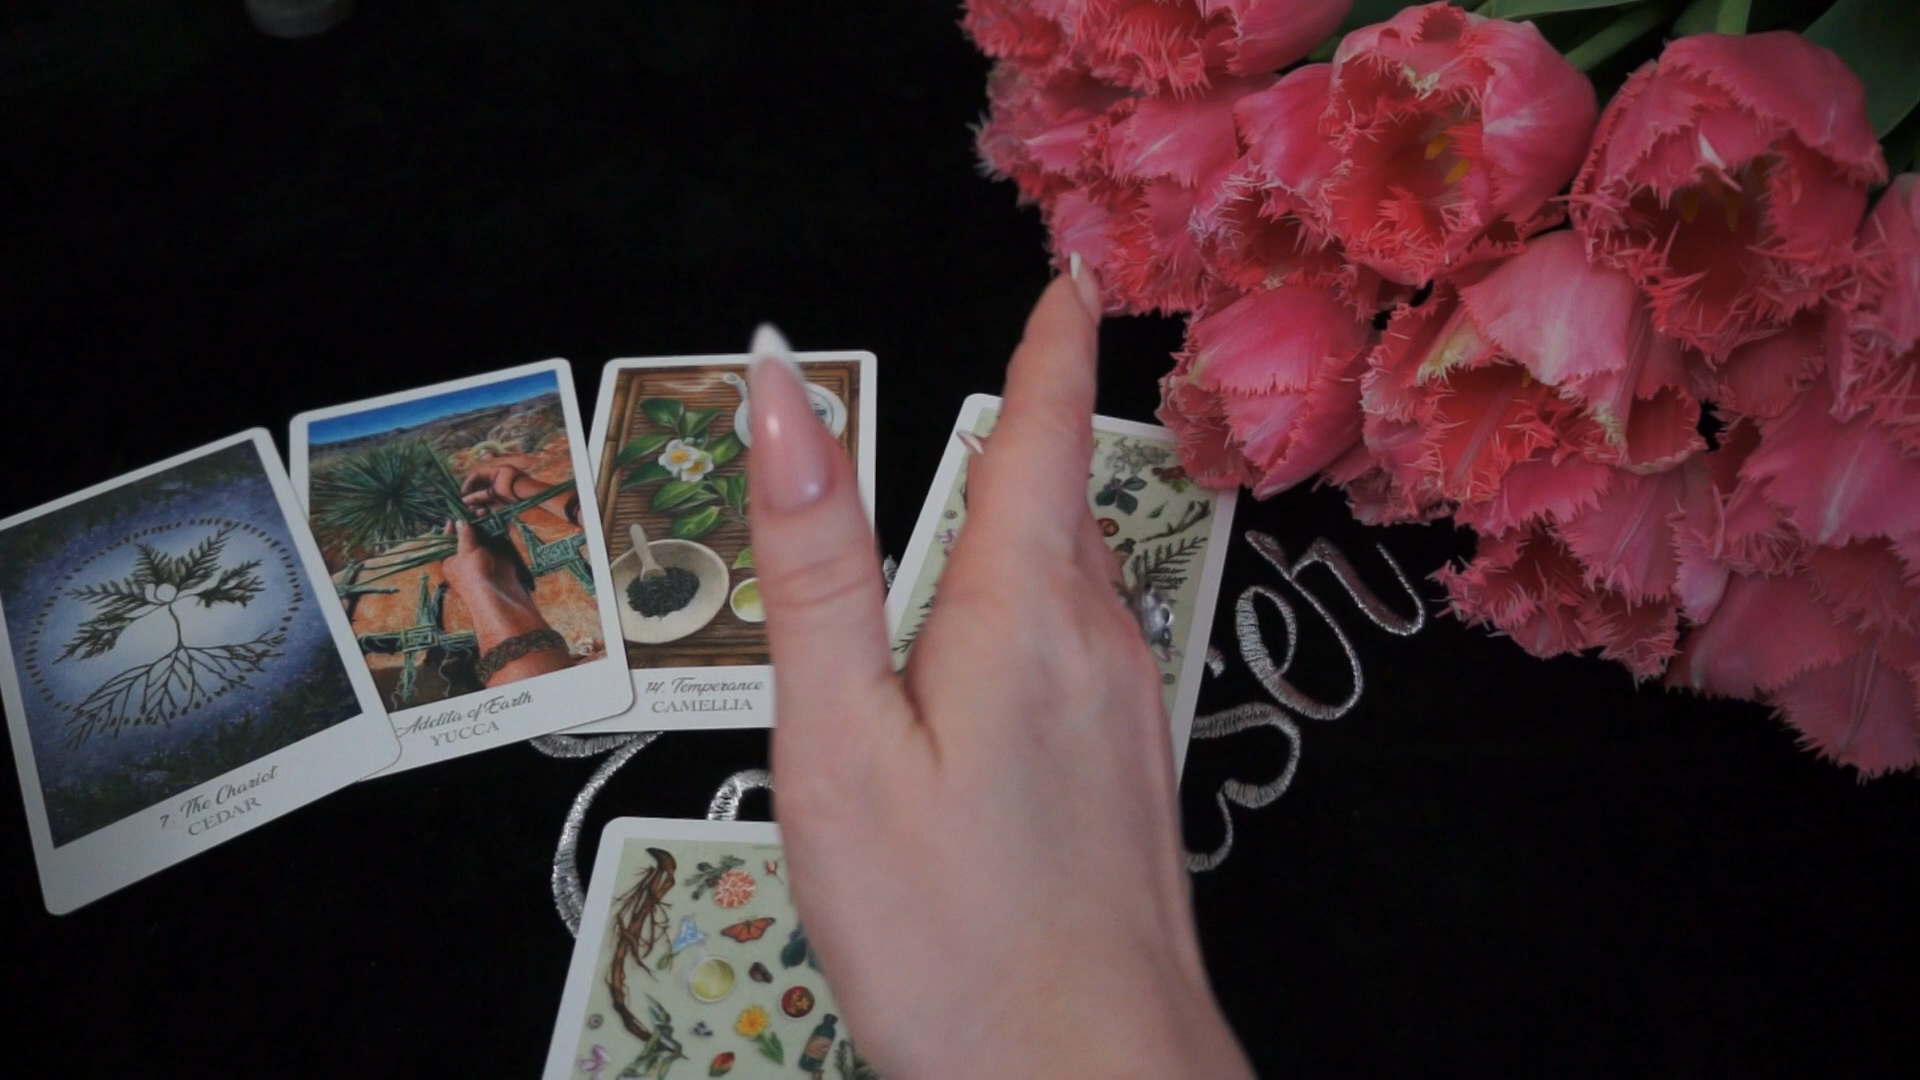 7. The Chariot
CEDAR
Adelita of Earth
YUCCA
14. Temperance
CAMELLIA